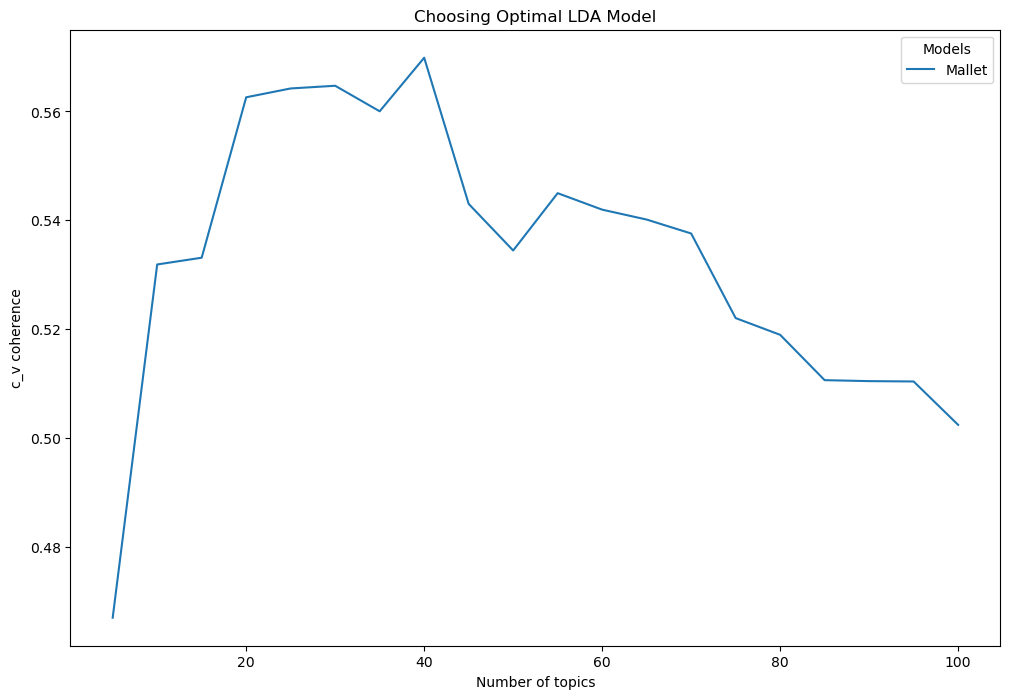 Choosing Optimal LDA Model
Models
Mallet
c_v coherence
0.56
0.54
0.52
0.50
0.48
20 40 60 80 100
Number of topics